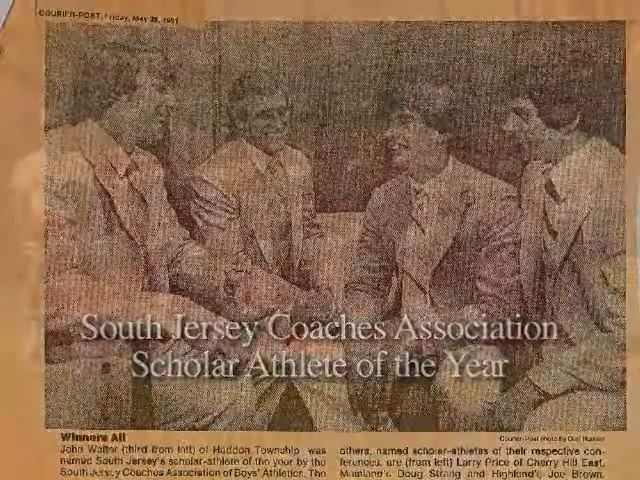 COURIER-POST, Friday, May 29, 1981
South Jersey Coaches Association
Scholar Athlete of the Year
Courier-Post photo by
Winners All
John Walter (third from left) of Haddon Township was
named South Jersey's scholar-athlete of the year by the
South Jersey Coaches Association of Boys' Athletics. The
others, named scholar-athletes of their respective con-
ferences, are (from left) Larry Price of Cherry Hill East,
Mainland's Doug Strang and Highland's Joe Brown.